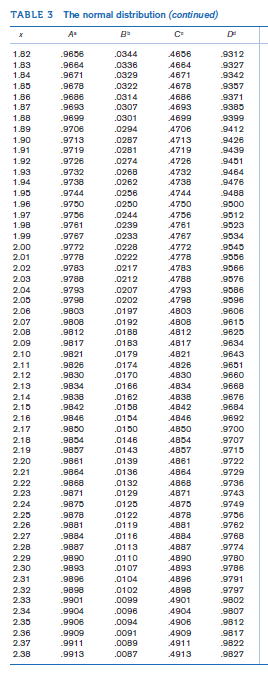 TABLE 3 The normal distribution (continued)
x Aᵃ Bᵇ Cᶜ Dᵈ
1.82 .9656 .0344 .4656 .9312
1.83 .9664 .0336 .4664 .9327
1.84 .9671 .0329 .4671 .9342
1.85 .9678 .0322 .4678 .9357
1.86 .9686 .0314 .4686 .9371
1.87 .9693 .0307 .4693 .9385
1.88 .9699 .0301 .4699 .9399
1.89 .9706 .0294 .4706 .9412
1.90 .9713 .0287 .4713 .9426
1.91 .9719 .0281 .4719 .9439
1.92 .9726 .0274 .4726 .9451
1.93 .9732 .0268 .4732 .9464
1.94 .9738 .0262 .4738 .9476
1.95 .9744 .0256 .4744 .9488
1.96 .9750 .0250 .4750 .9500
1.97 .9756 .0244 .4756 .9512
1.98 .9761 .0239 .4761 .9523
1.99 .9767 .0233 .4767 .9534
2.00 .9772 .0228 .4772 .9545
2.01 .9778 .0222 .4778 .9556
2.02 .9783 .0217 .4783 .9566
2.03 .9788 .0212 .4788 .9576
2.04 .9793 .0207 .4793 .9586
2.05 .9798 .0202 .4798 .9596
2.06 .9803 .0197 .4803 .9606
2.07 .9808 .0192 .4808 .9615
2.08 .9812 .0188 .4812 .9625
2.09 .9817 .0183 .4817 .9634
2.10 .9821 .0179 .4821 .9643
2.11 .9826 .0174 .4826 .9651
2.12 .9830 .0170 .4830 .9660
2.13 .9834 .0166 .4834 .9668
2.14 .9838 .0162 .4838 .9676
2.15 .9842 .0158 .4842 .9684
2.16 .9846 .0154 .4846 .9692
2.17 .9850 .0150 .4850 .9700
2.18 .9854 .0146 .4854 .9707
2.19 .9857 .0143 .4857 .9715
2.20 .9861 .0139 .4861 .9722
2.21 .9864 .0136 .4864 .9729
2.22 .9868 .0132 .4868 .9736
2.23 .9871 .0129 .4871 .9743
2.24 .9875 .0125 .4875 .9749
2.25 .9878 .0122 .4878 .9756
2.26 .9881 .0119 .4881 .9762
2.27 .9884 .0116 .4884 .9768
2.28 .9887 .0113 .4887 .9774
2.29 .9890 .0110 .4890 .9780
2.30 .9893 .0107 .4893 .9786
2.31 .9896 .0104 .4896 .9791
2.32 .9898 .0102 .4898 .9797
2.33 .9901 .0099 .4901 .9802
2.34 .9904 .0096 .4904 .9807
2.35 .9906 .0094 .4906 .9812
2.36 .9909 .0091 .4909 .9817
2.37 .9911 .0089 .4911 .9822
2.38 .9913 .0087 .4913 .9827